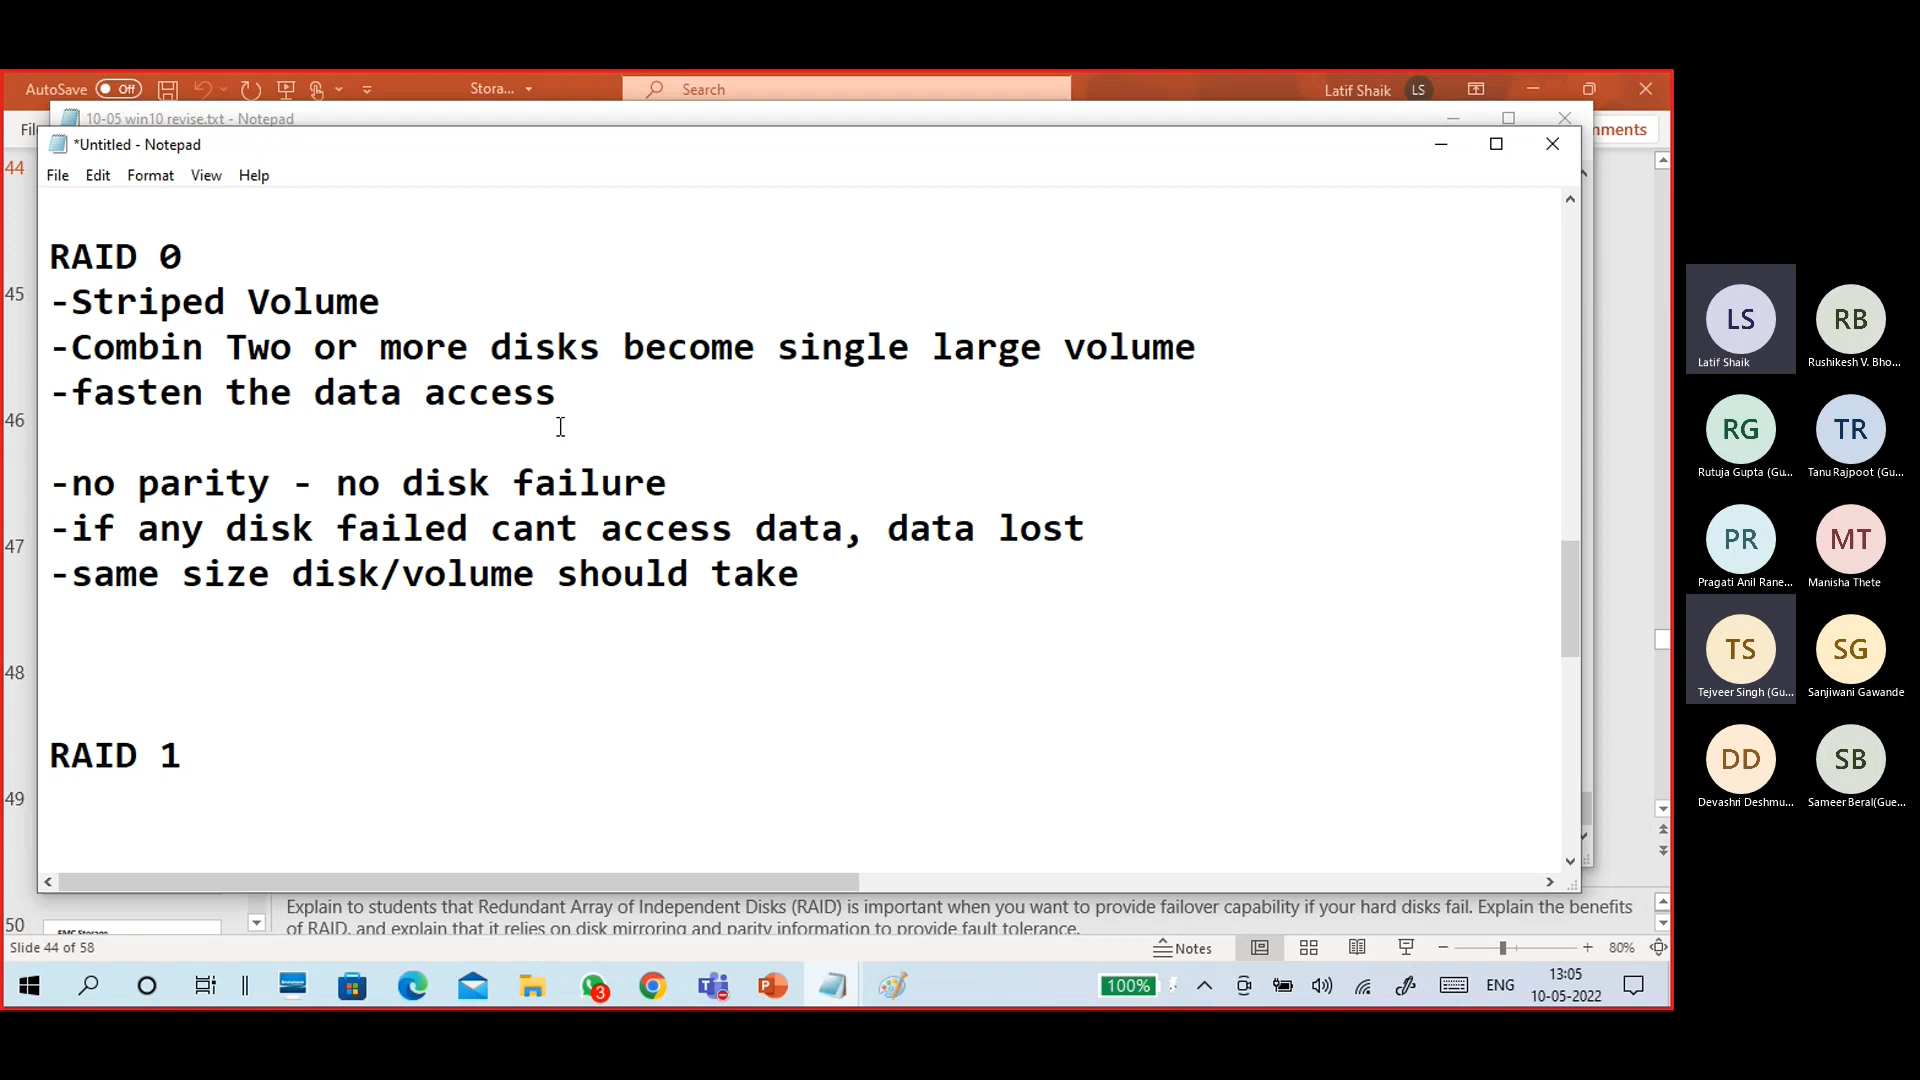 AutoSave Off Stora... Search Latif Shaik LS
File
10-05 win10 revise.txt - Notepad
*Untitled - Notepad
File Edit Format View Help
44
45
46
47
48
49
50
RAID 0
-Striped Volume
-Combin Two or more disks become single large volume
-fasten the data access
-no parity - no disk failure
-if any disk failed cant access data, data lost
-same size disk/volume should take
RAID 1
Explain to students that Redundant Array of Independent Disks (RAID) is important when you want to provide failover capability if your hard disks fail. Explain the benefits
of RAID, and explain that it relies on disk mirroring and parity information to provide fault tolerance.
EMC Storage
Slide 44 of 58 Notes 80%
3 100% ENG 13:05
10-05-2022
LS
Latif Shaik
RB
Rushikesh V. Bho...
RG
Rutuja Gupta (Gu...
TR
Tanu Rajpoot (Gu...
PR
Pragati Anil Rane...
MT
Manisha Thete
TS
Tejveer Singh (Gu...
SG
Sanjiwani Gawande
DD
Devashri Deshmu...
SB
Sameer Beral(Gue...